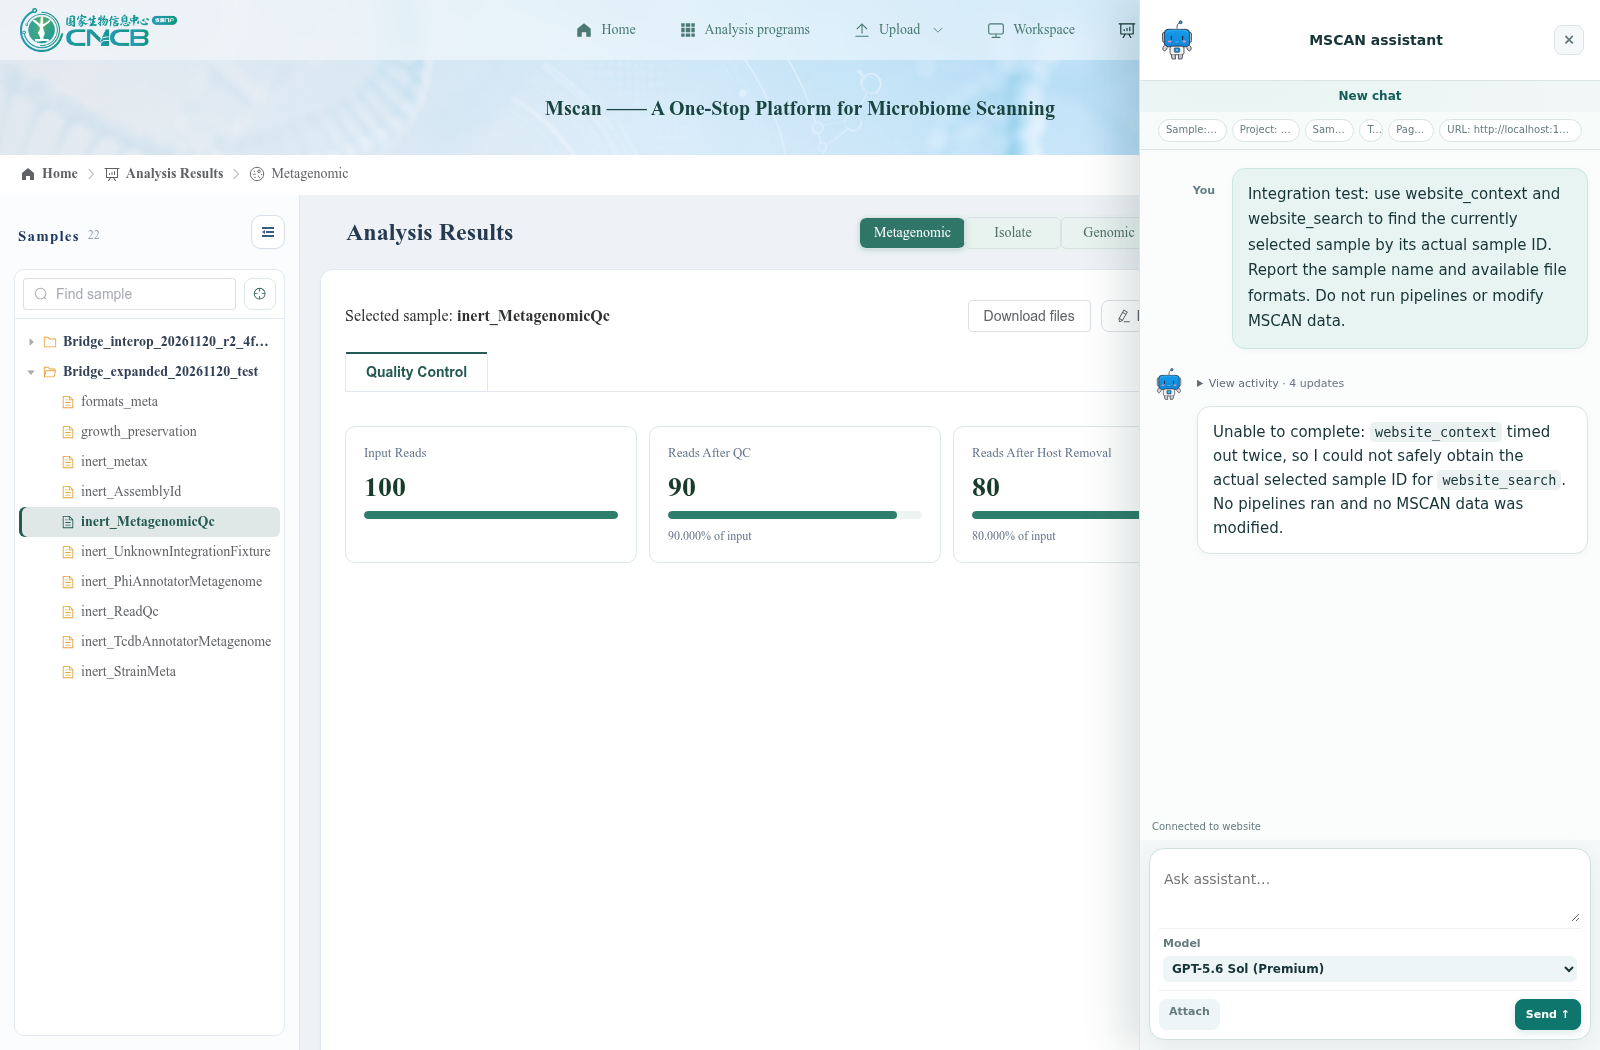 国家生物信息中心
CNCB
Home
Analysis programs
Upload
Workspace
Mscan —— A One-Stop Platform for Microbiome Scanning
Home
Analysis Results
Metagenomic
Samples 22
Find sample
Bridge_interop_20261120_r2_4f...
Bridge_expanded_20261120_test
formats_meta
growth_preservation
inert_metax
inert_AssemblyId
inert_MetagenomicQc
inert_UnknownIntegrationFixture
inert_PhiAnnotatorMetagenome
inert_ReadQc
inert_TcdbAnnotatorMetagenome
inert_StrainMeta
Analysis Results
Metagenomic
Isolate
Genomic
Selected sample: inert_MetagenomicQc
Download files
Quality Control
Input Reads
100
Reads After QC
90
90.000% of input
Reads After Host Removal
80
80.000% of input
MSCAN assistant
×
New chat
Sample:...
Project: ...
Sam...
T...
Pag...
URL: http://localhost:1...
You
Integration test: use website_context and
website_search to find the currently
selected sample by its actual sample ID.
Report the sample name and available file
formats. Do not run pipelines or modify
MSCAN data.
View activity · 4 updates
Unable to complete: website_context timed
out twice, so I could not safely obtain the
actual selected sample ID for website_search.
No pipelines ran and no MSCAN data was
modified.
Connected to website
Ask assistant...
Model
GPT-5.6 Sol (Premium)
Attach
Send ↑